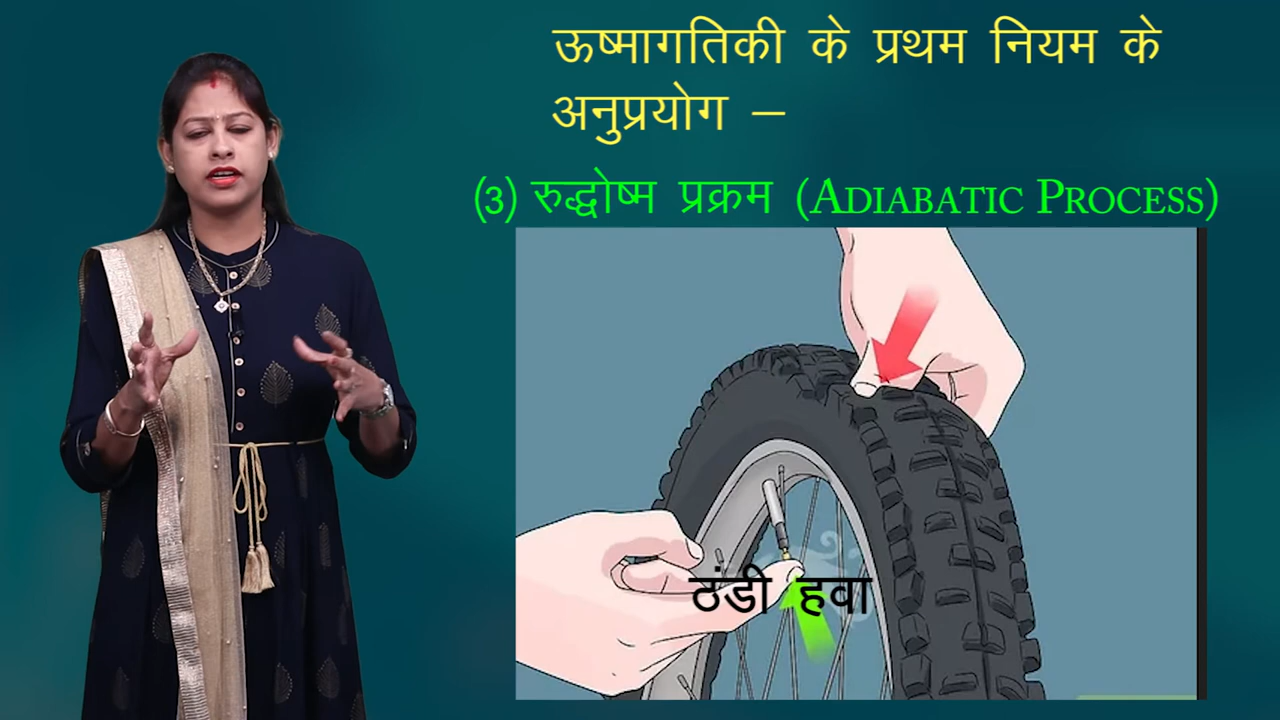 ऊष्मागतिकी के प्रथम नियम के
अनुप्रयोग –
(3) रुद्धोष्म प्रक्रम (ADIABATIC PROCESS)
ठंडी हवा